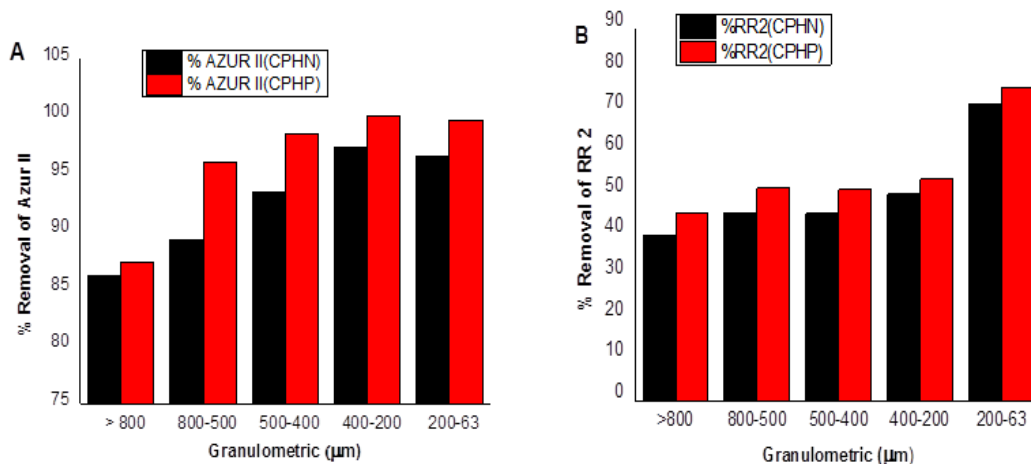 A
% Removal of Azur II
105
100
95
90
85
80
75
% AZUR II(CPHN)
% AZUR II(CPHP)
> 800
800-500
500-400
400-200
200-63
Granulometric (µm)
B
% Removal of RR 2
90
80
70
60
50
40
30
20
10
0
%RR2(CPHN)
%RR2(CPHP)
>800
800-500
500-400
400-200
200-63
Granulometric (µm)